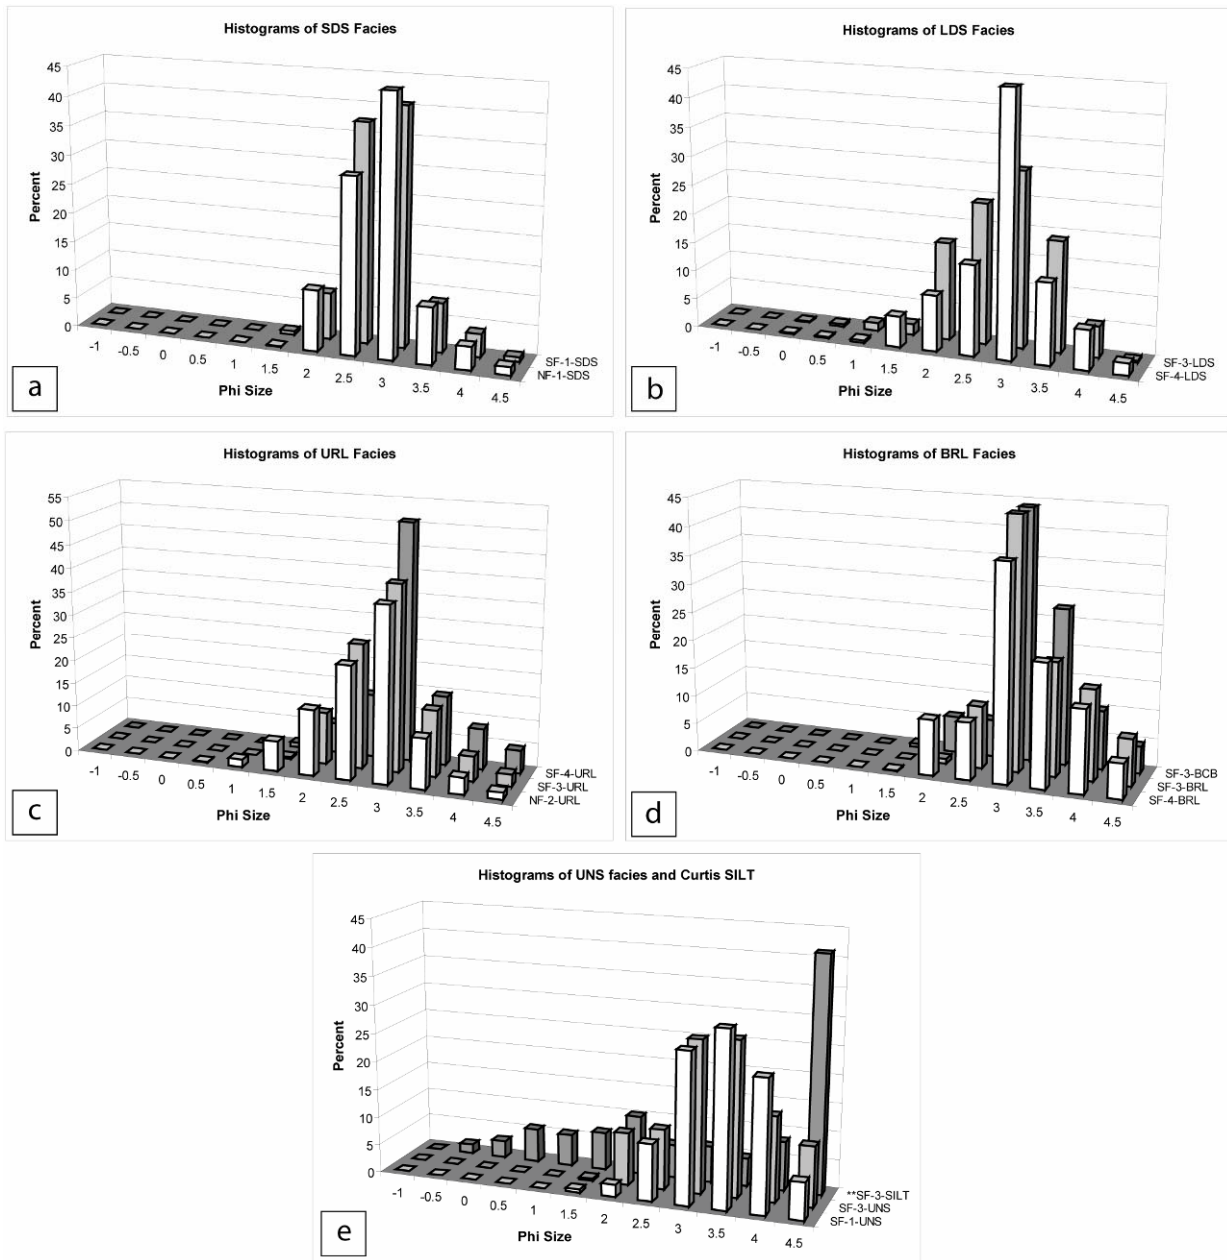 Histograms of SDS Facies
45
40
35
30
25
20
15
10
5
0
Percent
-1 -0.5 0 0.5 1 1.5 2 2.5 3 3.5 4 4.5
Phi Size
SF-1-SDS
NF-1-SDS
a
Histograms of LDS Facies
45
40
35
30
25
20
15
10
5
0
Percent
-1 -0.5 0 0.5 1 1.5 2 2.5 3 3.5 4 4.5
Phi Size
SF-3-LDS
SF-4-LDS
b
Histograms of URL Facies
55
50
45
40
35
30
25
20
15
10
5
0
Percent
-1 -0.5 0 0.5 1 1.5 2 2.5 3 3.5 4 4.5
Phi Size
SF-4-URL
SF-3-URL
NF-2-URL
c
Histograms of BRL Facies
45
40
35
30
25
20
15
10
5
0
Percent
-1 -0.5 0 0.5 1 1.5 2 2.5 3 3.5 4 4.5
Phi Size
SF-3-BCB
SF-3-BRL
SF-4-BRL
d
Histograms of UNS facies and Curtis SILT
45
40
35
30
25
20
15
10
5
0
Percent
-1 -0.5 0 0.5 1 1.5 2 2.5 3 3.5 4 4.5
Phi Size
**SF-3-SILT
SF-3-UNS
SF-1-UNS
e